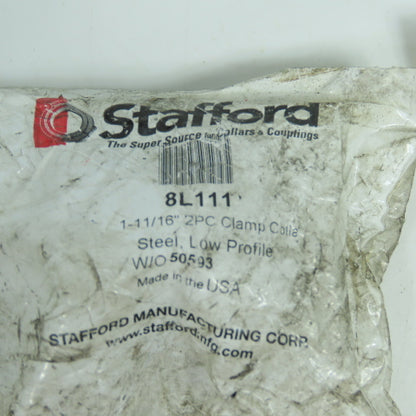 Stafford
The Super Source for Collars & Couplings
8L111
1-11/16" 2PC Clamp Colla
Steel, Low Profile
W/O 50593
Made in the USA
STAFFORD MANUFACTURING CORP.
www.staffordmfg.com